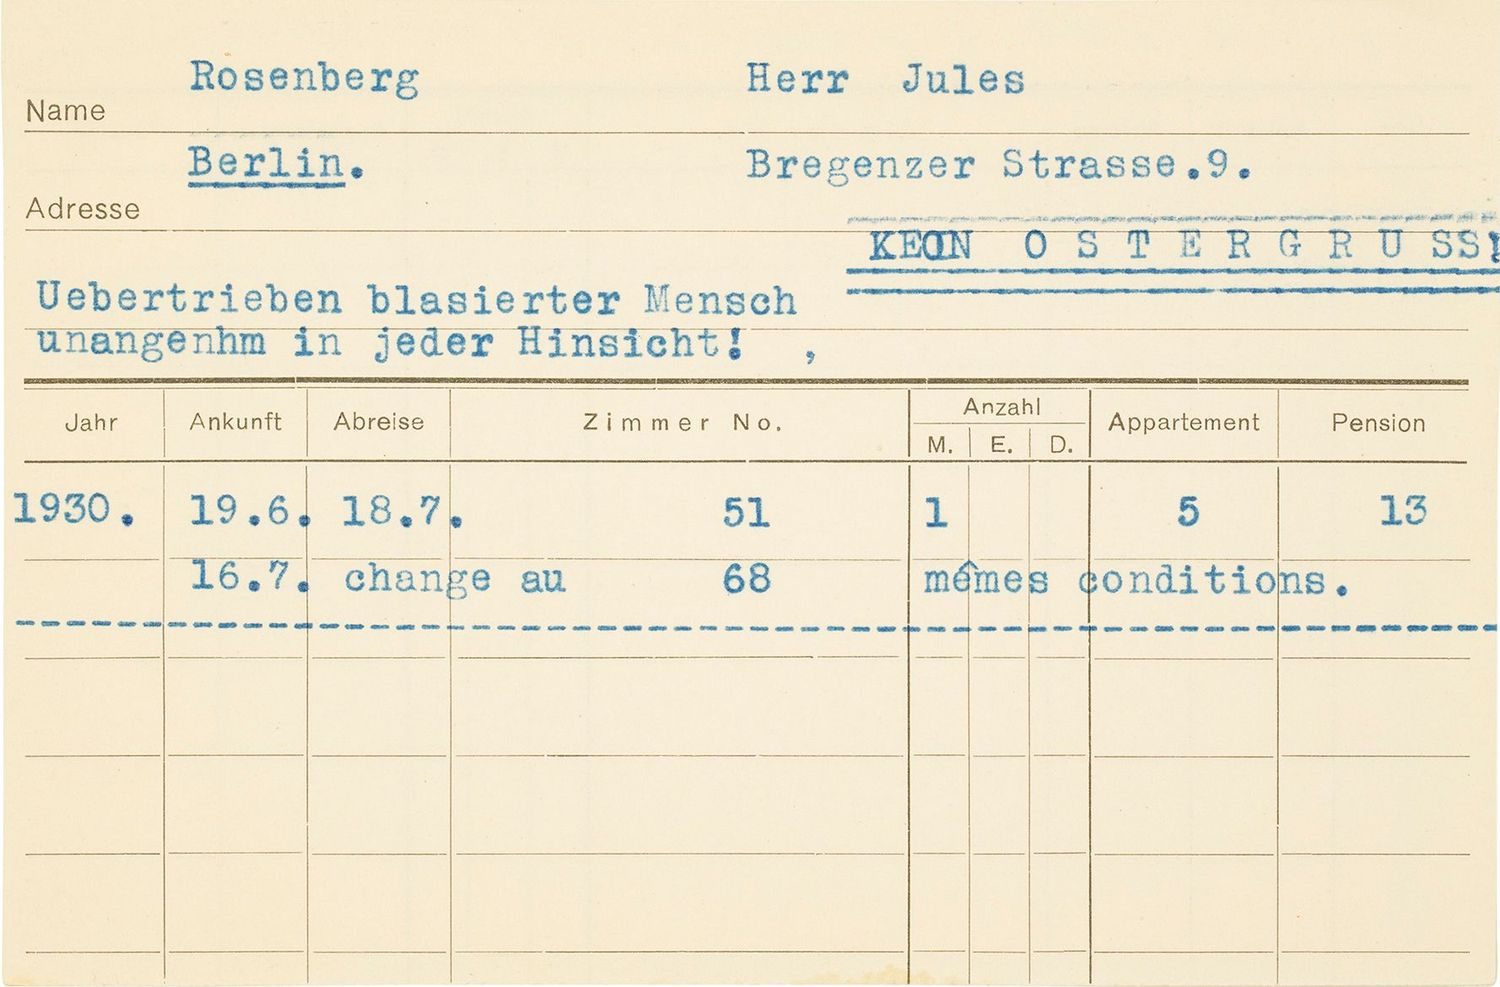 Rosenberg Herr Jules
Name
Berlin. Bregenzer Strasse.9.
Adresse
KEIN OSTERGRUSS!
Uebertrieben blasierter Mensch
unangenhm in jeder Hinsicht! ,
Jahr Ankunft Abreise Zimmer No. Anzahl Appartement Pension
M. E. D.
1930. 19.6. 18.7. 51 1 5 13
16.7. change au 68 mêmes conditions.